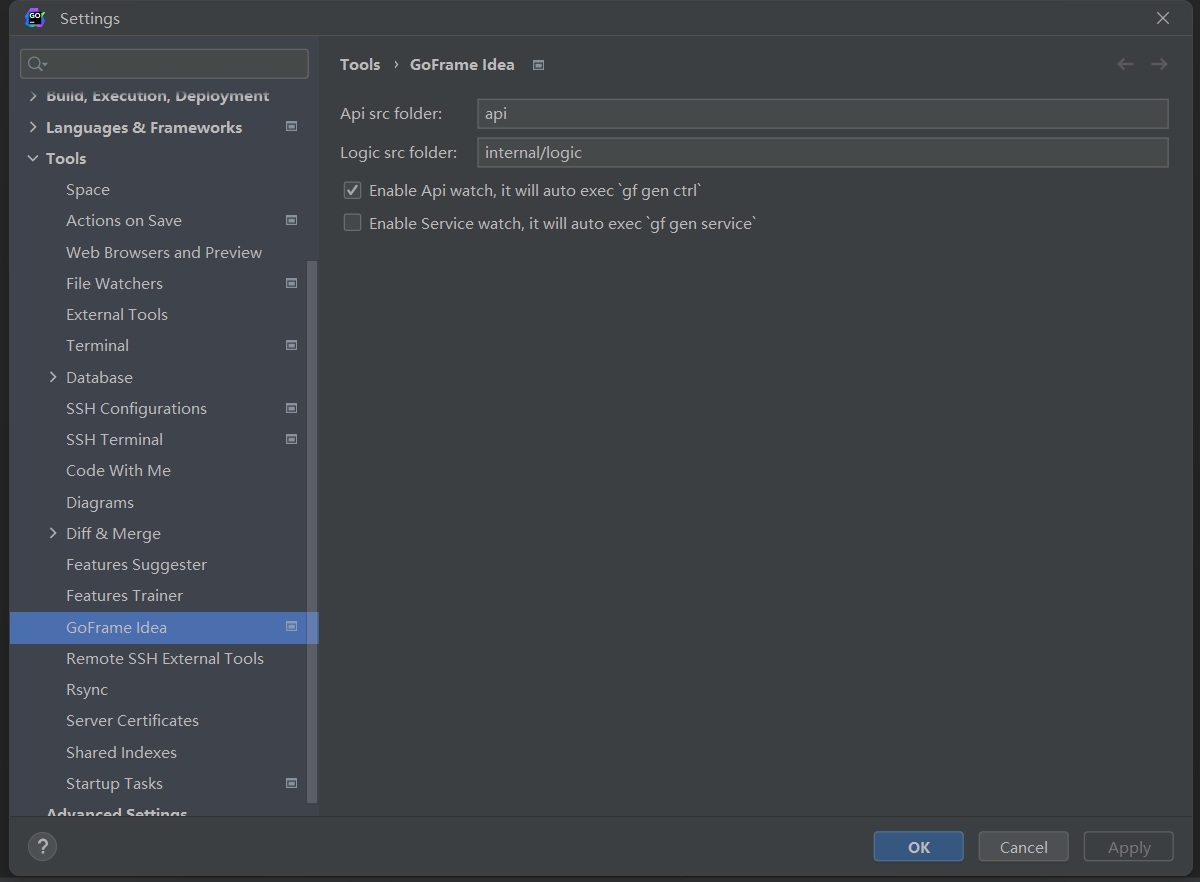 GO
Settings
Build, Execution, Deployment
Languages & Frameworks
Tools
Space
Actions on Save
Web Browsers and Preview
File Watchers
External Tools
Terminal
Database
SSH Configurations
SSH Terminal
Code With Me
Diagrams
Diff & Merge
Features Suggester
Features Trainer
GoFrame Idea
Remote SSH External Tools
Rsync
Server Certificates
Shared Indexes
Startup Tasks
Advanced Settings
Tools › GoFrame Idea
Api src folder: api
Logic src folder: internal/logic
Enable Api watch, it will auto exec `gf gen ctrl`
Enable Service watch, it will auto exec `gf gen service`
?
OK Cancel Apply